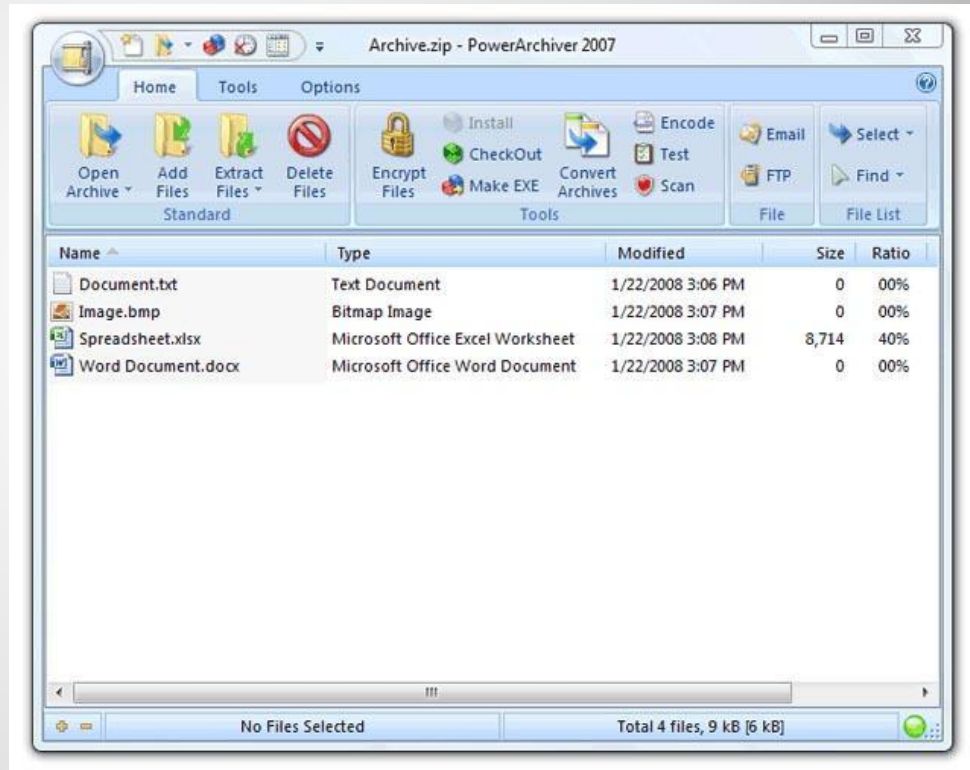 Archive.zip - PowerArchiver 2007
Home Tools Options
Open Archive
Add Files
Extract Files
Delete Files
Standard
Encrypt Files
Install
CheckOut
Make EXE
Convert Archives
Encode
Test
Scan
Tools
Email
FTP
File
Select
Find
File List
Name Type Modified Size Ratio
Document.txt Text Document 1/22/2008 3:06 PM 0 00%
Image.bmp Bitmap Image 1/22/2008 3:07 PM 0 00%
Spreadsheet.xlsx Microsoft Office Excel Worksheet 1/22/2008 3:08 PM 8,714 40%
Word Document.docx Microsoft Office Word Document 1/22/2008 3:07 PM 0 00%
No Files Selected Total 4 files, 9 kB [6 kB]